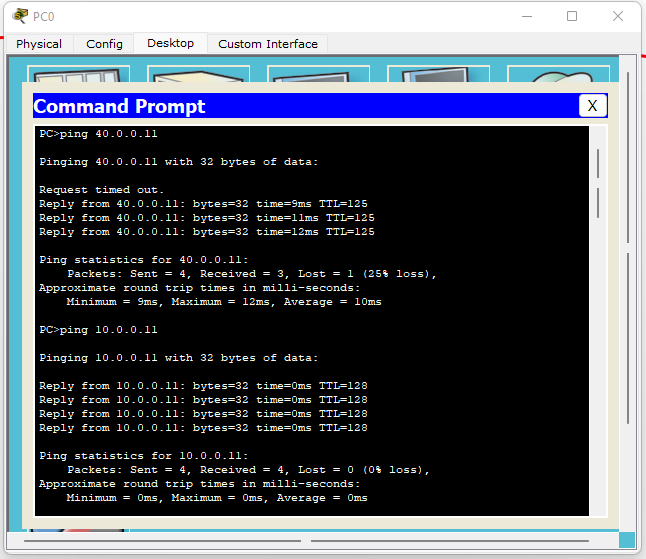 PC0
Physical Config Desktop Custom Interface
Command Prompt X
PC>ping 40.0.0.11
Pinging 40.0.0.11 with 32 bytes of data:
Request timed out.
Reply from 40.0.0.11: bytes=32 time=9ms TTL=125
Reply from 40.0.0.11: bytes=32 time=11ms TTL=125
Reply from 40.0.0.11: bytes=32 time=12ms TTL=125
Ping statistics for 40.0.0.11:
    Packets: Sent = 4, Received = 3, Lost = 1 (25% loss),
Approximate round trip times in milli-seconds:
    Minimum = 9ms, Maximum = 12ms, Average = 10ms
PC>ping 10.0.0.11
Pinging 10.0.0.11 with 32 bytes of data:
Reply from 10.0.0.11: bytes=32 time=0ms TTL=128
Reply from 10.0.0.11: bytes=32 time=0ms TTL=128
Reply from 10.0.0.11: bytes=32 time=0ms TTL=128
Reply from 10.0.0.11: bytes=32 time=0ms TTL=128
Ping statistics for 10.0.0.11:
    Packets: Sent = 4, Received = 4, Lost = 0 (0% loss),
Approximate round trip times in milli-seconds:
    Minimum = 0ms, Maximum = 0ms, Average = 0ms